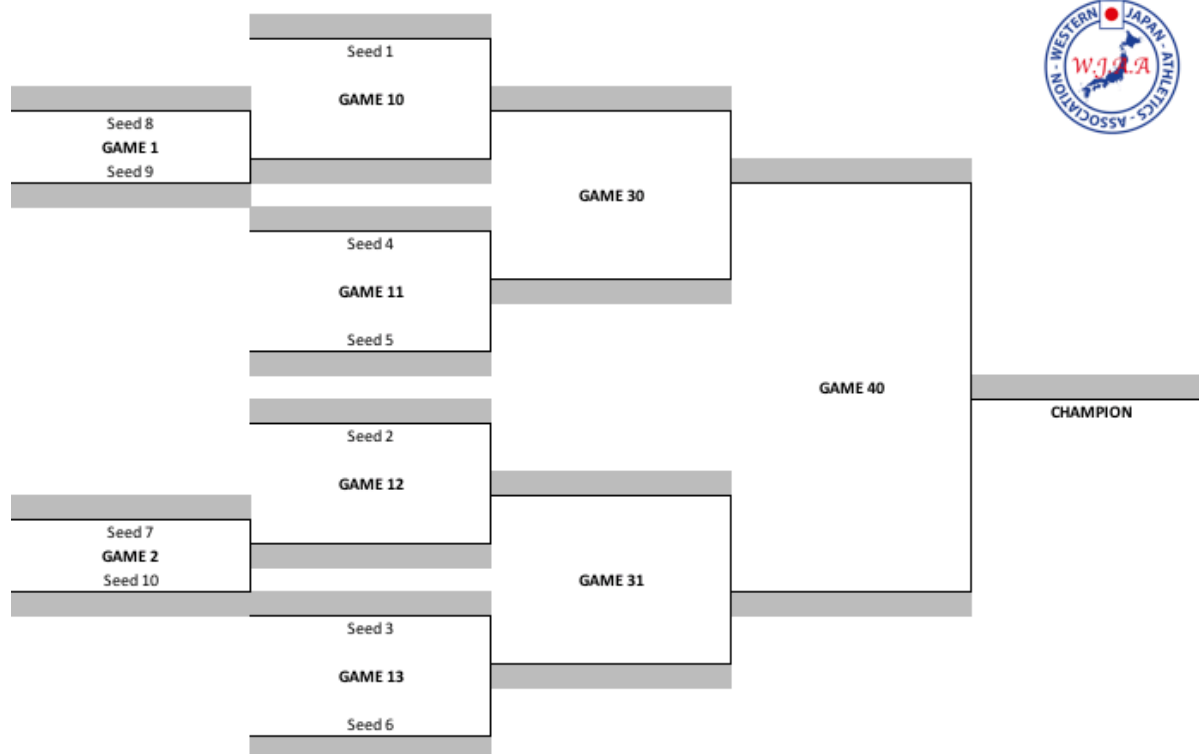 Seed 1
GAME 10
Seed 8
GAME 1
Seed 9
GAME 30
Seed 4
GAME 11
Seed 5
GAME 40
CHAMPION
Seed 2
GAME 12
Seed 7
GAME 2
Seed 10
GAME 31
Seed 3
GAME 13
Seed 6
WESTERN - JAPAN - ATHLETICS - ASSOCIATION -
W.J.A.A